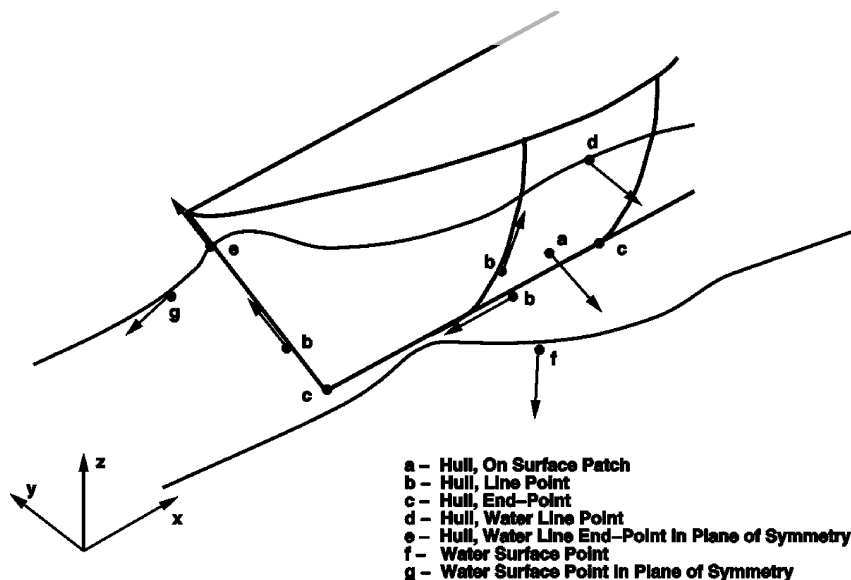 d
e
b
a
c
g
b
b
f
c
z
y
x
a – Hull, On Surface Patch
b – Hull, Line Point
c – Hull, End–Point
d – Hull, Water Line Point
e – Hull, Water Line End–Point in Plane of Symmetry
f – Water Surface Point
g – Water Surface Point in Plane of Symmetry